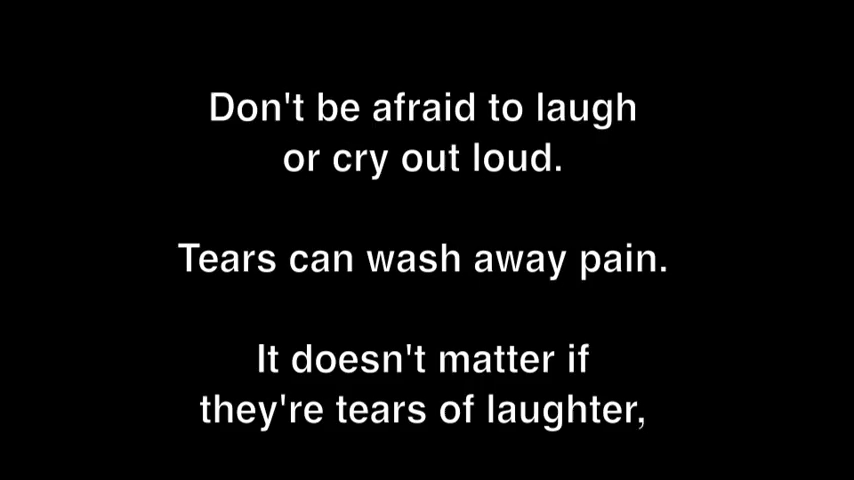 Don't be afraid to laugh
or cry out loud.
Tears can wash away pain.
It doesn't matter if
they're tears of laughter,